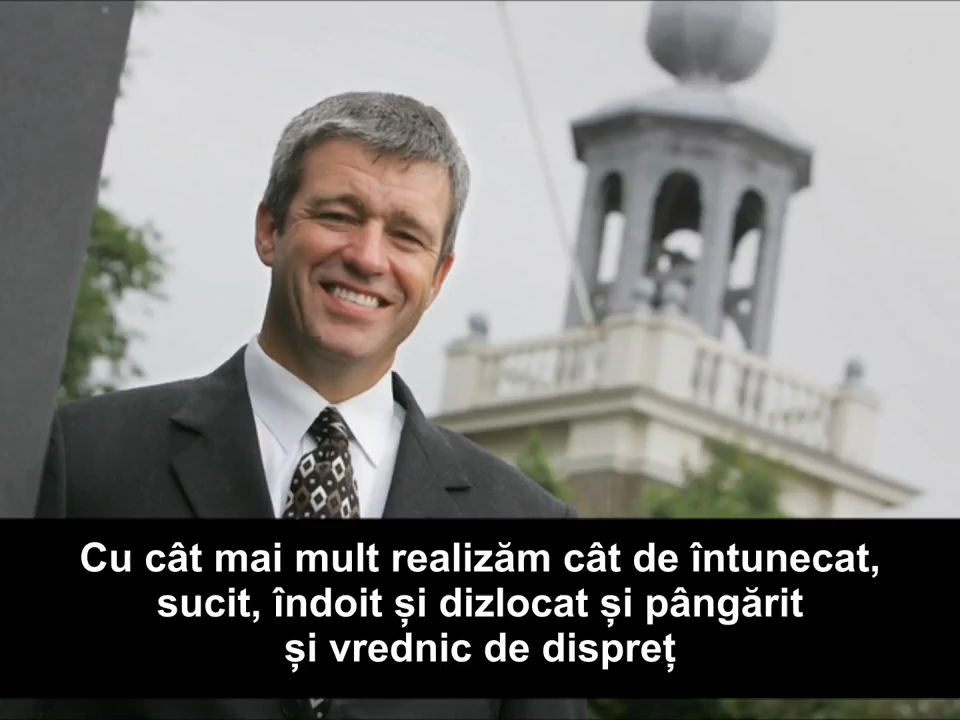 Cu cât mai mult realizăm cât de întunecat,
sucit, îndoit și dizlocat și pângărit
și vrednic de dispreț